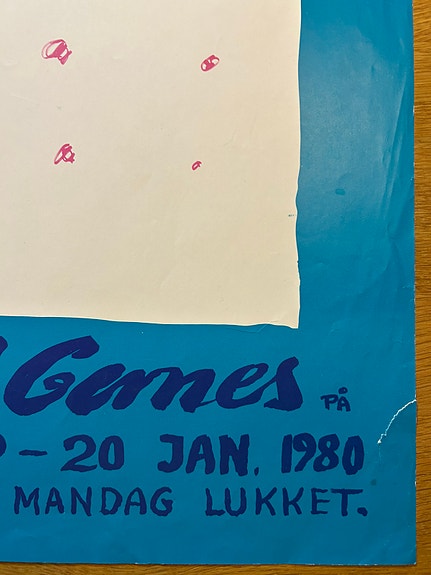 Gernes PÅ
– 20 JAN. 1980
MANDAG LUKKET.